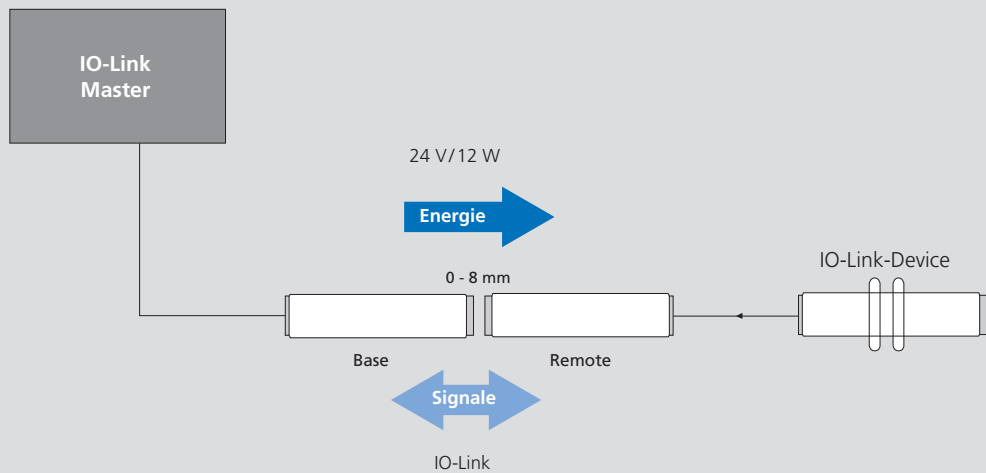 IO-Link
Master
24 V/12 W
Energie
0 - 8 mm
IO-Link-Device
Base
Remote
Signale
IO-Link